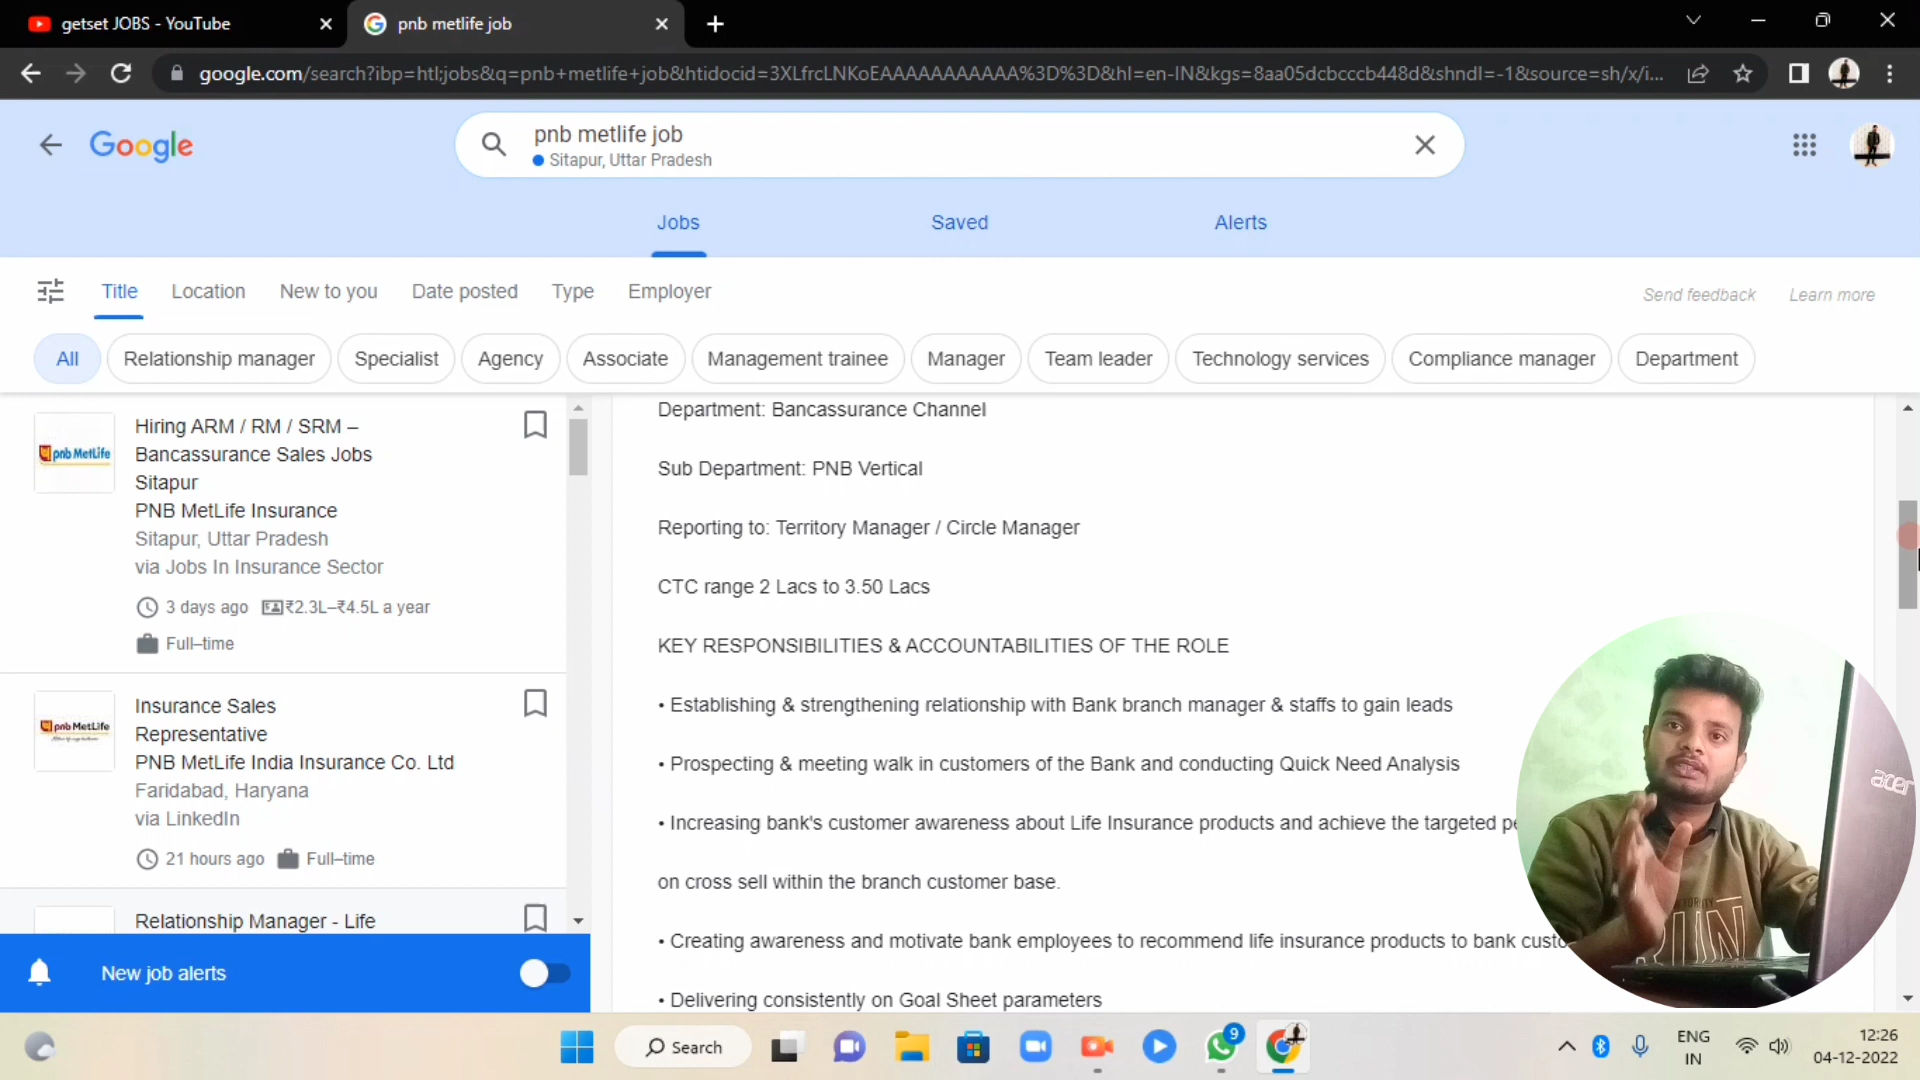 getset JOBS - YouTube
pnb metlife job
google.com/search?ibp=htl;jobs&q=pnb+metlife+job&htidocid=3XLfrcLNKoEAAAAAAAAAAA%3D%3D&hl=en-IN&kgs=8aa05dcbcccb448d&shndl=-1&source=sh/x/i...
Google
pnb metlife job
Sitapur, Uttar Pradesh
Jobs
Saved
Alerts
Title
Location
New to you
Date posted
Type
Employer
Send feedback
Learn more
All
Relationship manager
Specialist
Agency
Associate
Management trainee
Manager
Team leader
Technology services
Compliance manager
Department
pnb MetLife
Hiring ARM / RM / SRM –
Bancassurance Sales Jobs
Sitapur
PNB MetLife Insurance
Sitapur, Uttar Pradesh
via Jobs In Insurance Sector
3 days ago
₹2.3L–₹4.5L a year
Full–time
pnb MetLife
Insurance Sales
Representative
PNB MetLife India Insurance Co. Ltd
Faridabad, Haryana
via LinkedIn
21 hours ago
Full–time
Relationship Manager - Life
New job alerts
Department: Bancassurance Channel
Sub Department: PNB Vertical
Reporting to: Territory Manager / Circle Manager
CTC range 2 Lacs to 3.50 Lacs
KEY RESPONSIBILITIES & ACCOUNTABILITIES OF THE ROLE
• Establishing & strengthening relationship with Bank branch manager & staffs to gain leads
• Prospecting & meeting walk in customers of the Bank and conducting Quick Need Analysis
• Increasing bank's customer awareness about Life Insurance products and achieve the targeted
on cross sell within the branch customer base.
• Creating awareness and motivate bank employees to recommend life insurance products to bank
• Delivering consistently on Goal Sheet parameters
acer
Search
9
ENG
IN
12:26
04-12-2022